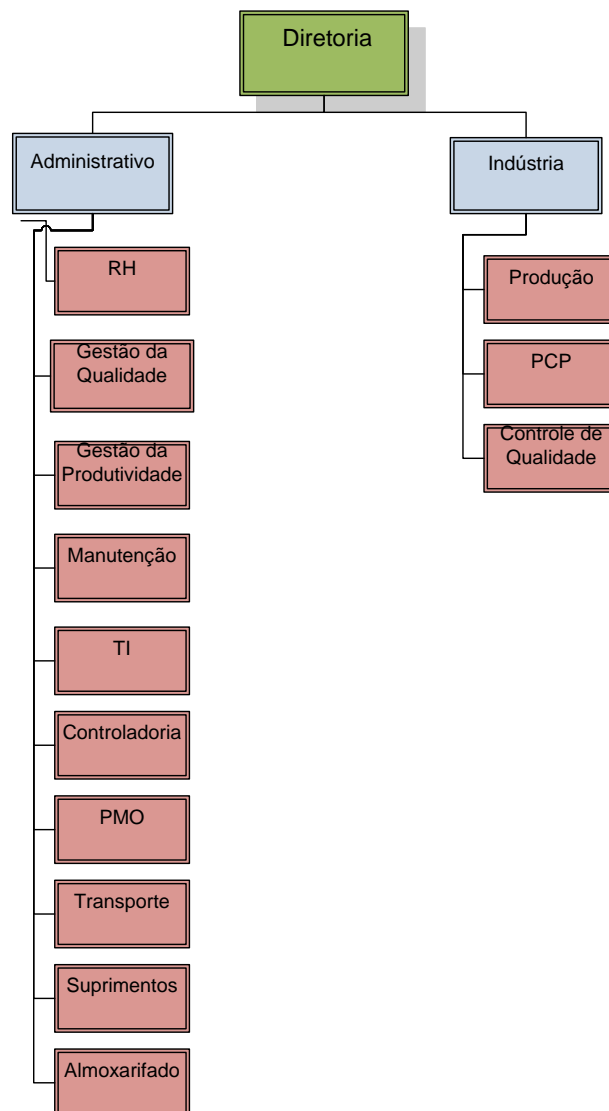 Diretoria
Administrativo
Indústria
RH
Gestão da
Qualidade
Gestão da
Produtividade
Manutenção
TI
Controladoria
PMO
Transporte
Suprimentos
Almoxarifado
Produção
PCP
Controle de
Qualidade